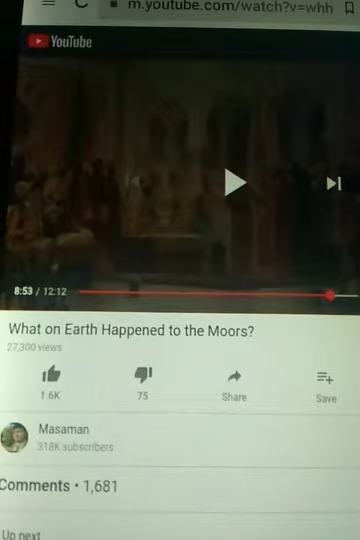 m.youtube.com/watch?v=whh
YouTube
8:53 / 12:12
What on Earth Happened to the Moors?
27,300 views
1.6K
75
Share
Save
Masaman
318K subscribers
Comments • 1,681
Up next